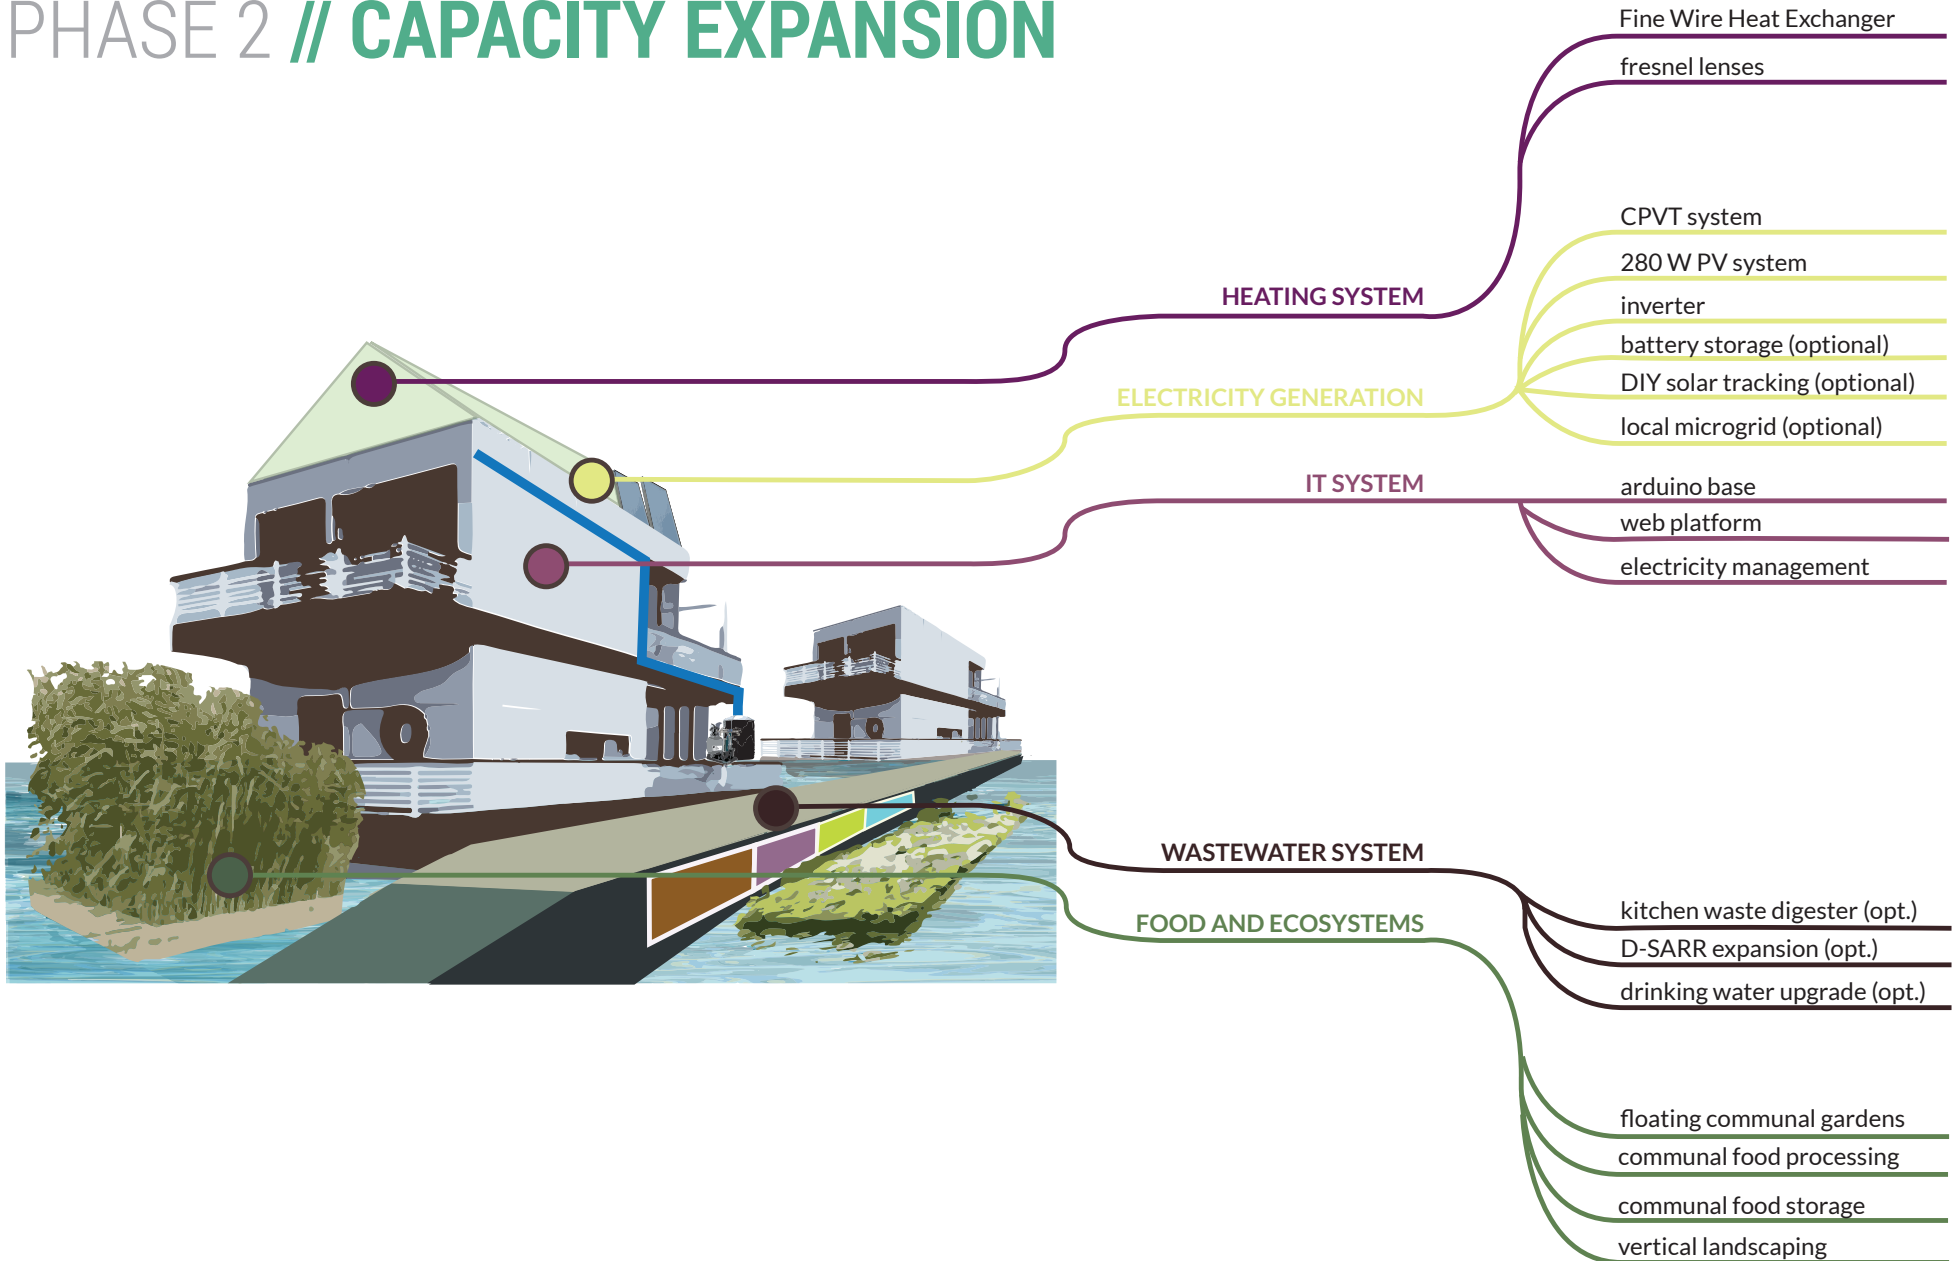 PHASE 2 // CAPACITY EXPANSION
Fine Wire Heat Exchanger
fresnel lenses
HEATING SYSTEM
CPVT system
280 W PV system
inverter
battery storage (optional)
DIY solar tracking (optional)
local microgrid (optional)
ELECTRICITY GENERATION
IT SYSTEM
arduino base
web platform
electricity management
WASTEWATER SYSTEM
kitchen waste digester (opt.)
D-SARR expansion (opt.)
drinking water upgrade (opt.)
FOOD AND ECOSYSTEMS
floating communal gardens
communal food processing
communal food storage
vertical landscaping